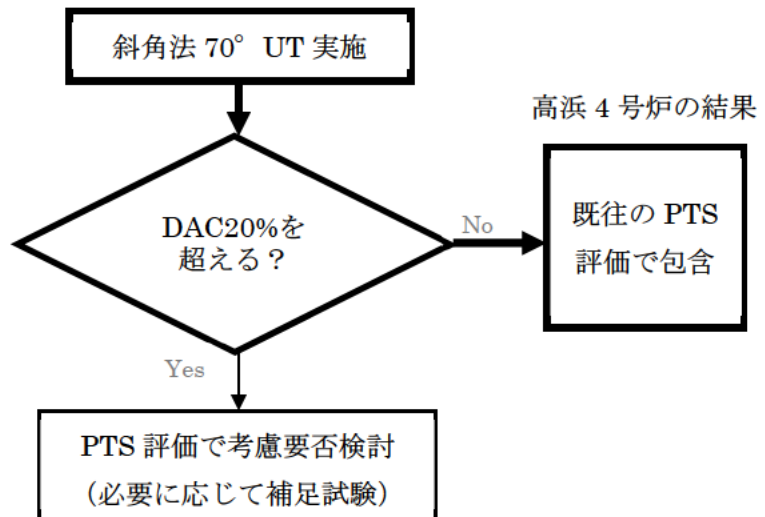 斜角法 70° UT 実施
高浜 4 号炉の結果
DAC20%を
超える？
No
既往の PTS
評価で包含
Yes
PTS 評価で考慮要否検討
（必要に応じて補足試験）